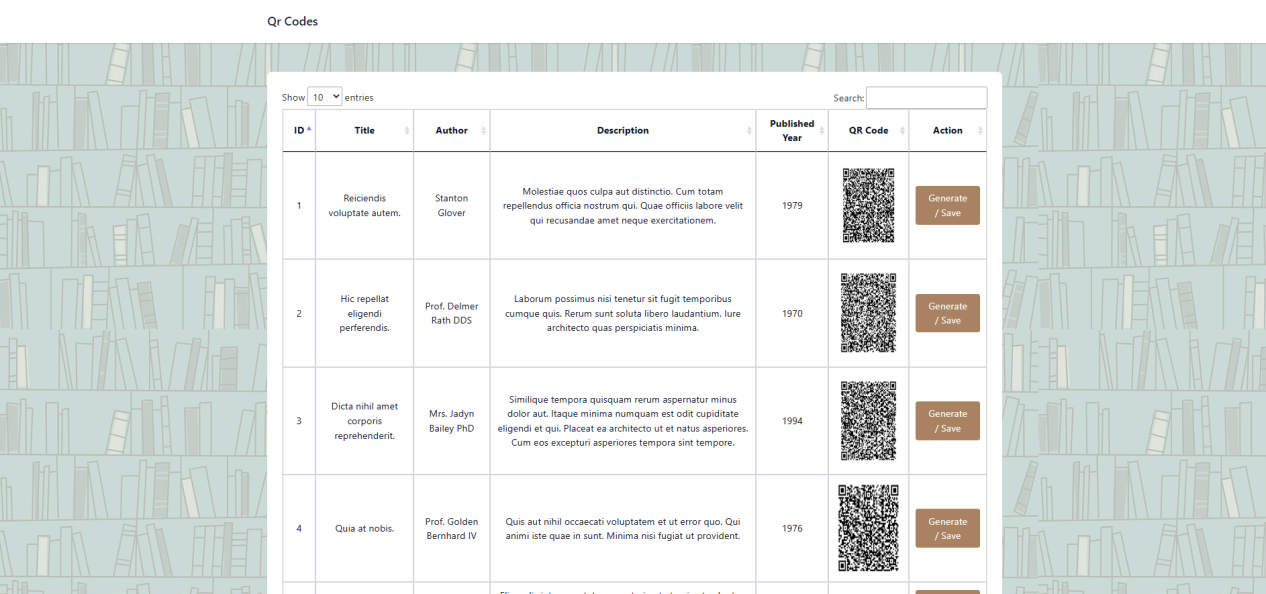 Qr Codes
Show 10 entries
Search:
ID Title Author Description Published Year QR Code Action
1
Reiciendis
voluptate autem.
Stanton
Glover
Molestiae quos culpa aut distinctio. Cum totam
repellendus officia nostrum qui. Quae officiis labore velit
qui recusandae amet neque exercitationem.
1979
Generate
/ Save
2
Hic repellat
eligendi
perferendis.
Prof. Delmer
Rath DDS
Laborum possimus nisi tenetur sit fugit temporibus
cumque quis. Rerum sunt soluta libero laudantium. Iure
architecto quas perspiciatis minima.
1970
Generate
/ Save
3
Dicta nihil amet
corporis
reprehenderit.
Mrs. Jadyn
Bailey PhD
Similique tempora quisquam rerum aspernatur minus
dolor aut. Itaque minima numquam est odit cupiditate
eligendi et qui. Placeat ea architecto ut et natus asperiores.
Cum eos excepturi asperiores tempora sint tempore.
1994
Generate
/ Save
4
Quia at nobis.
Prof. Golden
Bernhard IV
Quis aut nihil occaecati voluptatem et ut error quo. Qui
animi iste quae in sunt. Minima nisi fugiat ut provident.
1976
Generate
/ Save